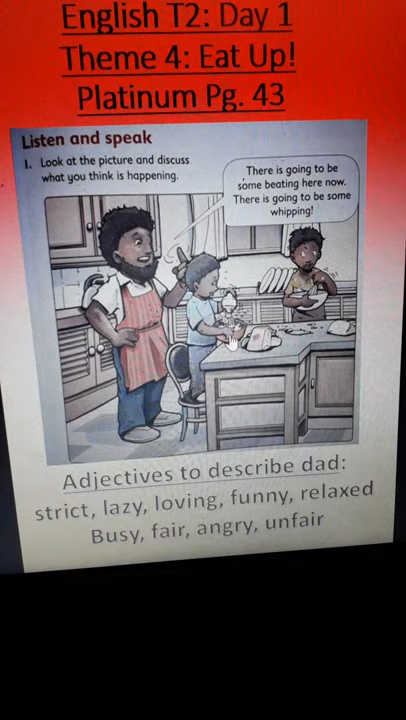 English T2: Day 1
Theme 4: Eat Up!
Platinum Pg. 43
Listen and speak
1. Look at the picture and discuss
what you think is happening.
There is going to be
some beating here now.
There is going to be some
whipping!
Adjectives to describe dad:
strict, lazy, loving, funny, relaxed
Busy, fair, angry, unfair